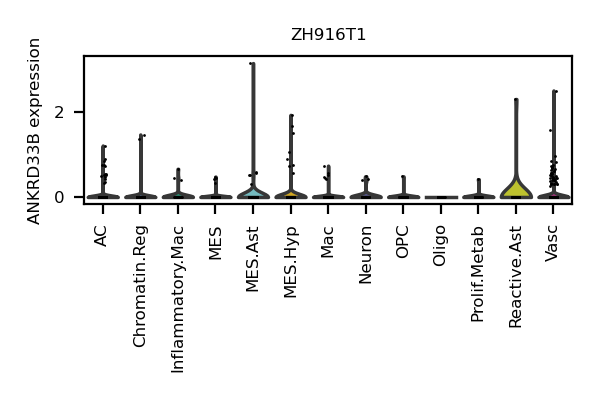 ZH916T1
ANKRD33B expression
2
0
AC
Chromatin.Reg
Inflammatory.Mac
MES
MES.Ast
MES.Hyp
Mac
Neuron
OPC
Oligo
Prolif.Metab
Reactive.Ast
Vasc